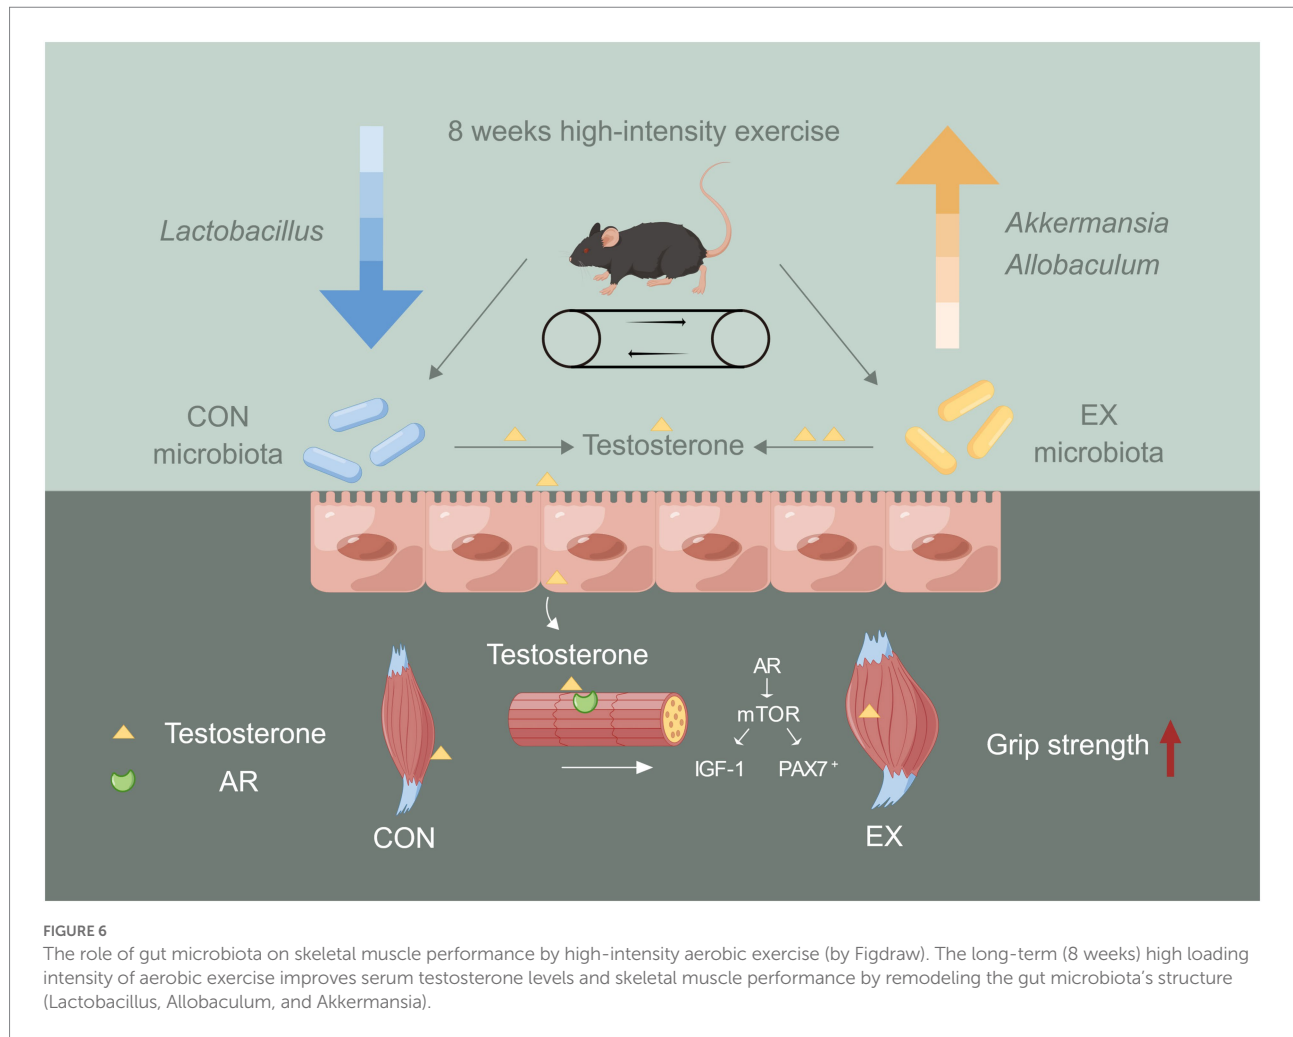 8 weeks high-intensity exercise
Lactobacillus
Akkermansia
Allobaculum
CON
microbiota
Testosterone
EX
microbiota
Testosterone
AR
mTOR
IGF-1
PAX7⁺
Testosterone
AR
CON
EX
Grip strength
FIGURE 6
The role of gut microbiota on skeletal muscle performance by high-intensity aerobic exercise (by Figdraw). The long-term (8 weeks) high loading
intensity of aerobic exercise improves serum testosterone levels and skeletal muscle performance by remodeling the gut microbiota’s structure
(Lactobacillus, Allobaculum, and Akkermansia).